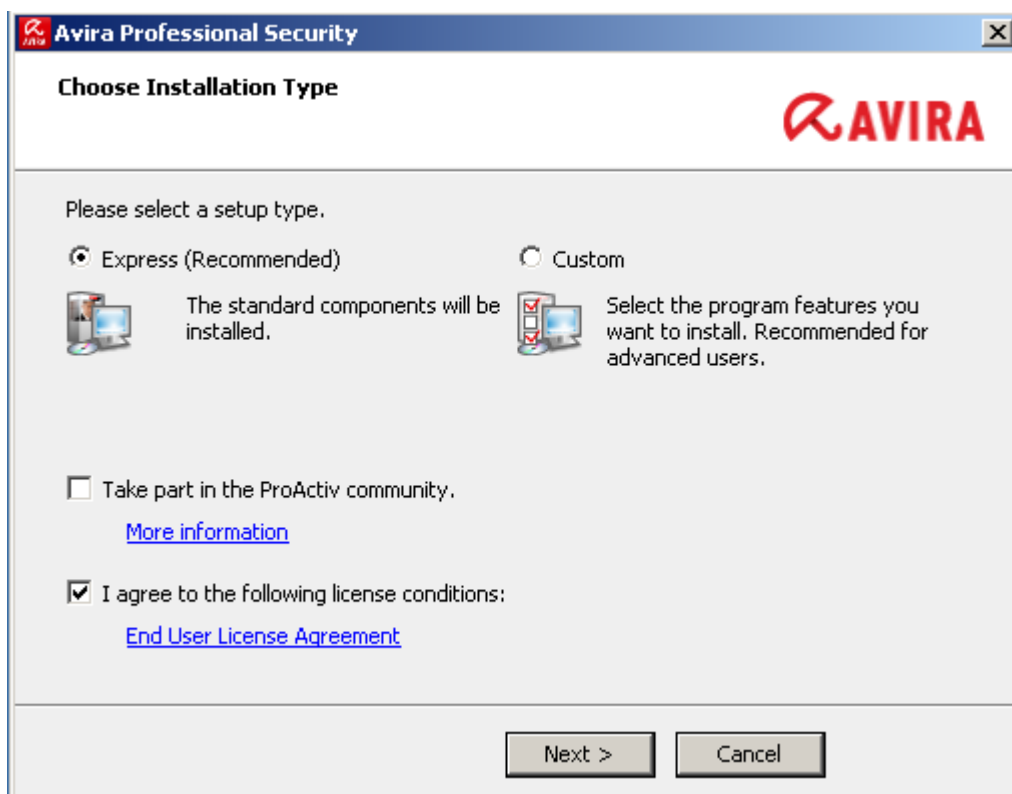 Avira Professional Security
Choose Installation Type
AVIRA
Please select a setup type.
Express (Recommended)
Custom
The standard components will be
installed.
Select the program features you
want to install. Recommended for
advanced users.
Take part in the ProActiv community.
More information
I agree to the following license conditions:
End User License Agreement
Next >
Cancel